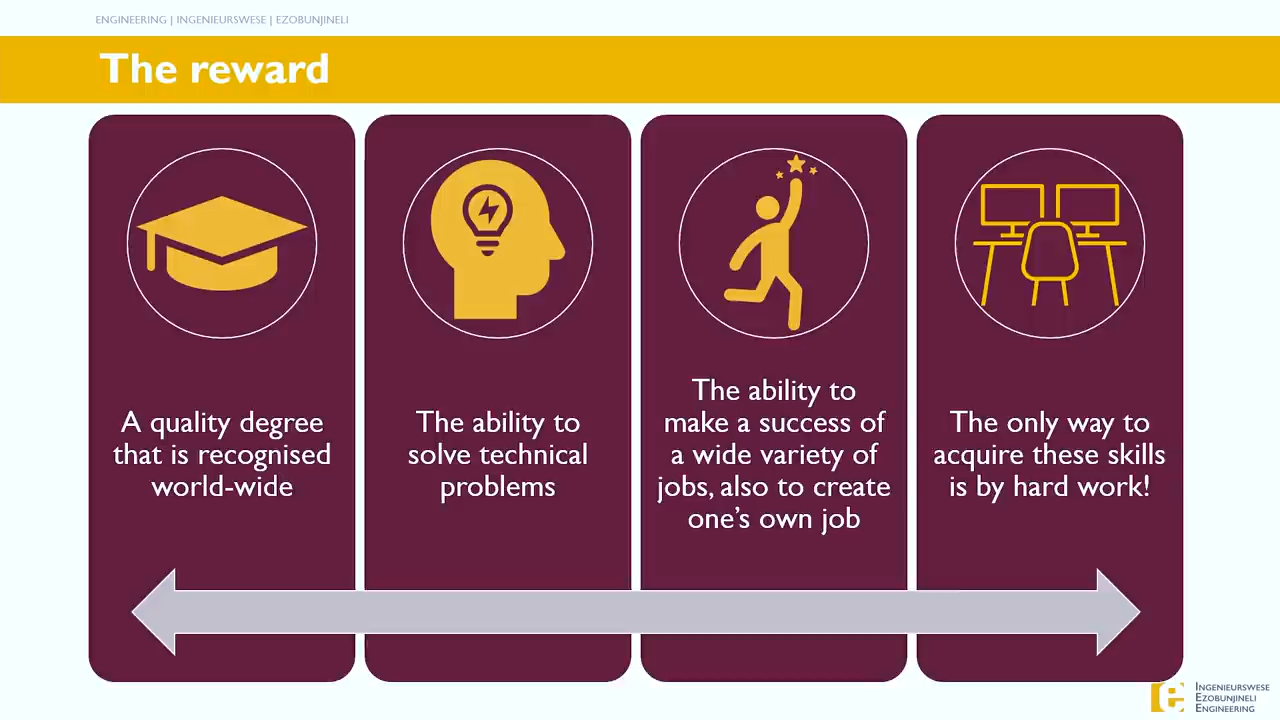 ENGINEERING | INGENIEURSWESE | EZOBUNJINELI
The reward
A quality degree
that is recognised
world-wide
The ability to
solve technical
problems
The ability to
make a success of
a wide variety of
jobs, also to create
one's own job
The only way to
acquire these skills
is by hard work!
INGENIEURSWESE
EZOBUNJINELI
ENGINEERING